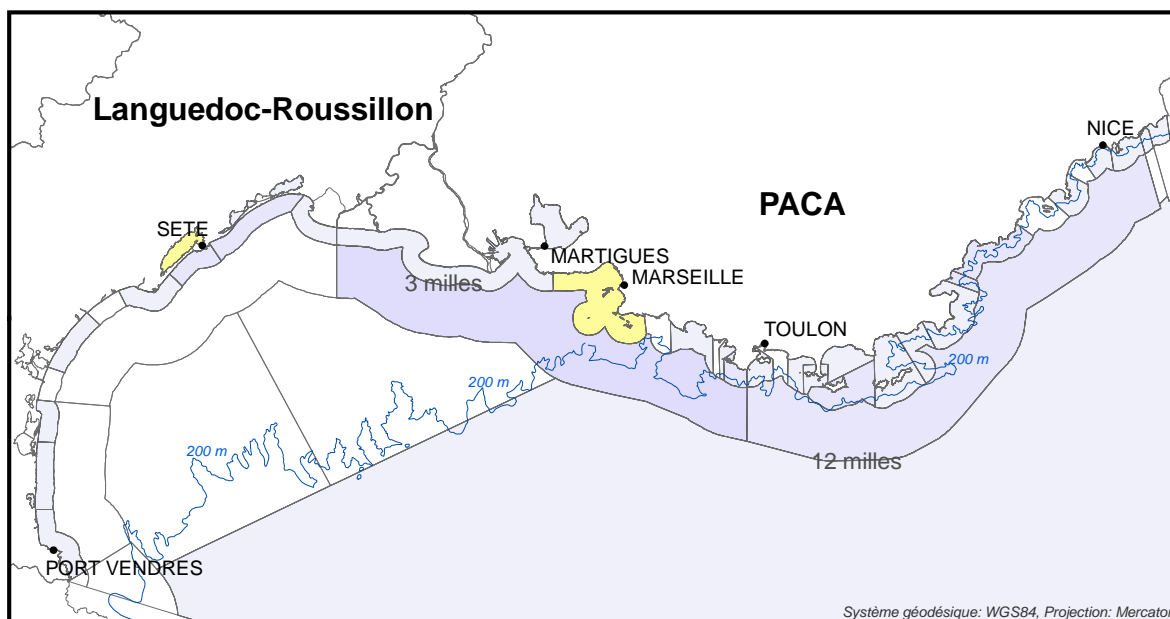 Languedoc-Roussillon
NICE
PACA
SETE
MARTIGUES
3 milles
MARSEILLE
TOULON
200 m
200 m
12 milles
PORT VENDRES
Système géodésique: WGS84, Projection: Mercator